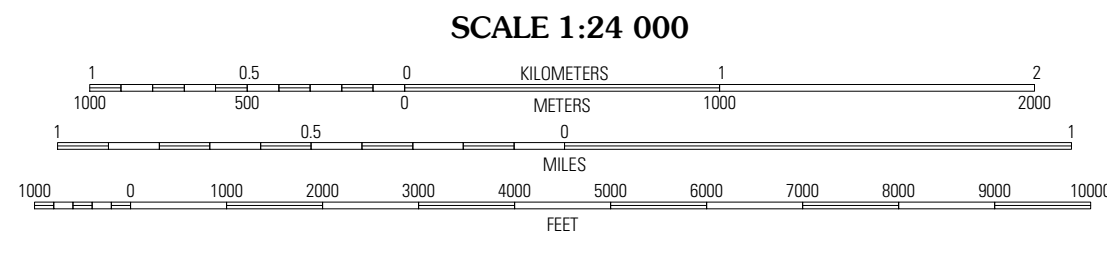 SCALE 1:24 000
1 0.5 0 KILOMETERS 1 2
1000 500 0 METERS 1000 2000
1 0.5 0 1
MILES
1000 0 1000 2000 3000 4000 5000 6000 7000 8000 9000 10000
FEET